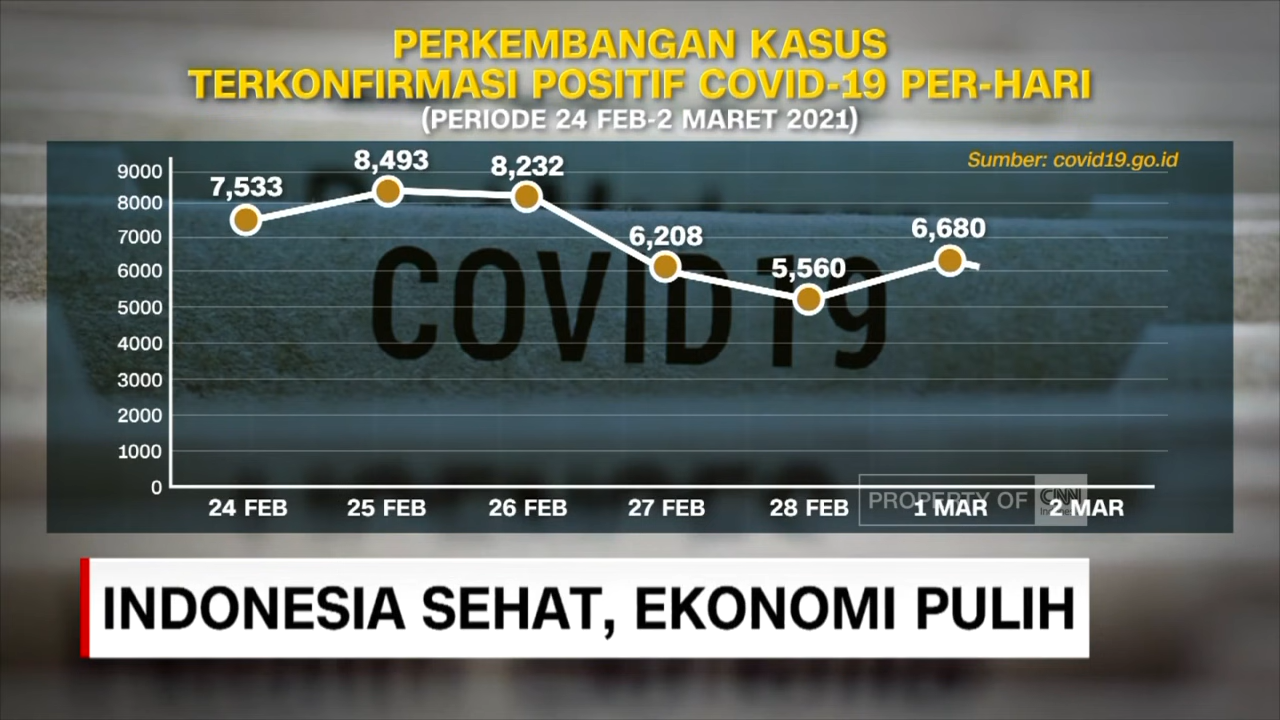 PERKEMBANGAN KASUS
TERKONFIRMASI POSITIF COVID-19 PER-HARI
(PERIODE 24 FEB-2 MARET 2021)
Sumber: covid19.go.id
9000
8000
7000
6000
5000
4000
3000
2000
1000
0
7,533
8,493
8,232
6,208
5,560
6,680
COVID19
24 FEB 25 FEB 26 FEB 27 FEB 28 FEB 1 MAR 2 MAR
PROPERTY OF CNN
INDONESIA SEHAT, EKONOMI PULIH